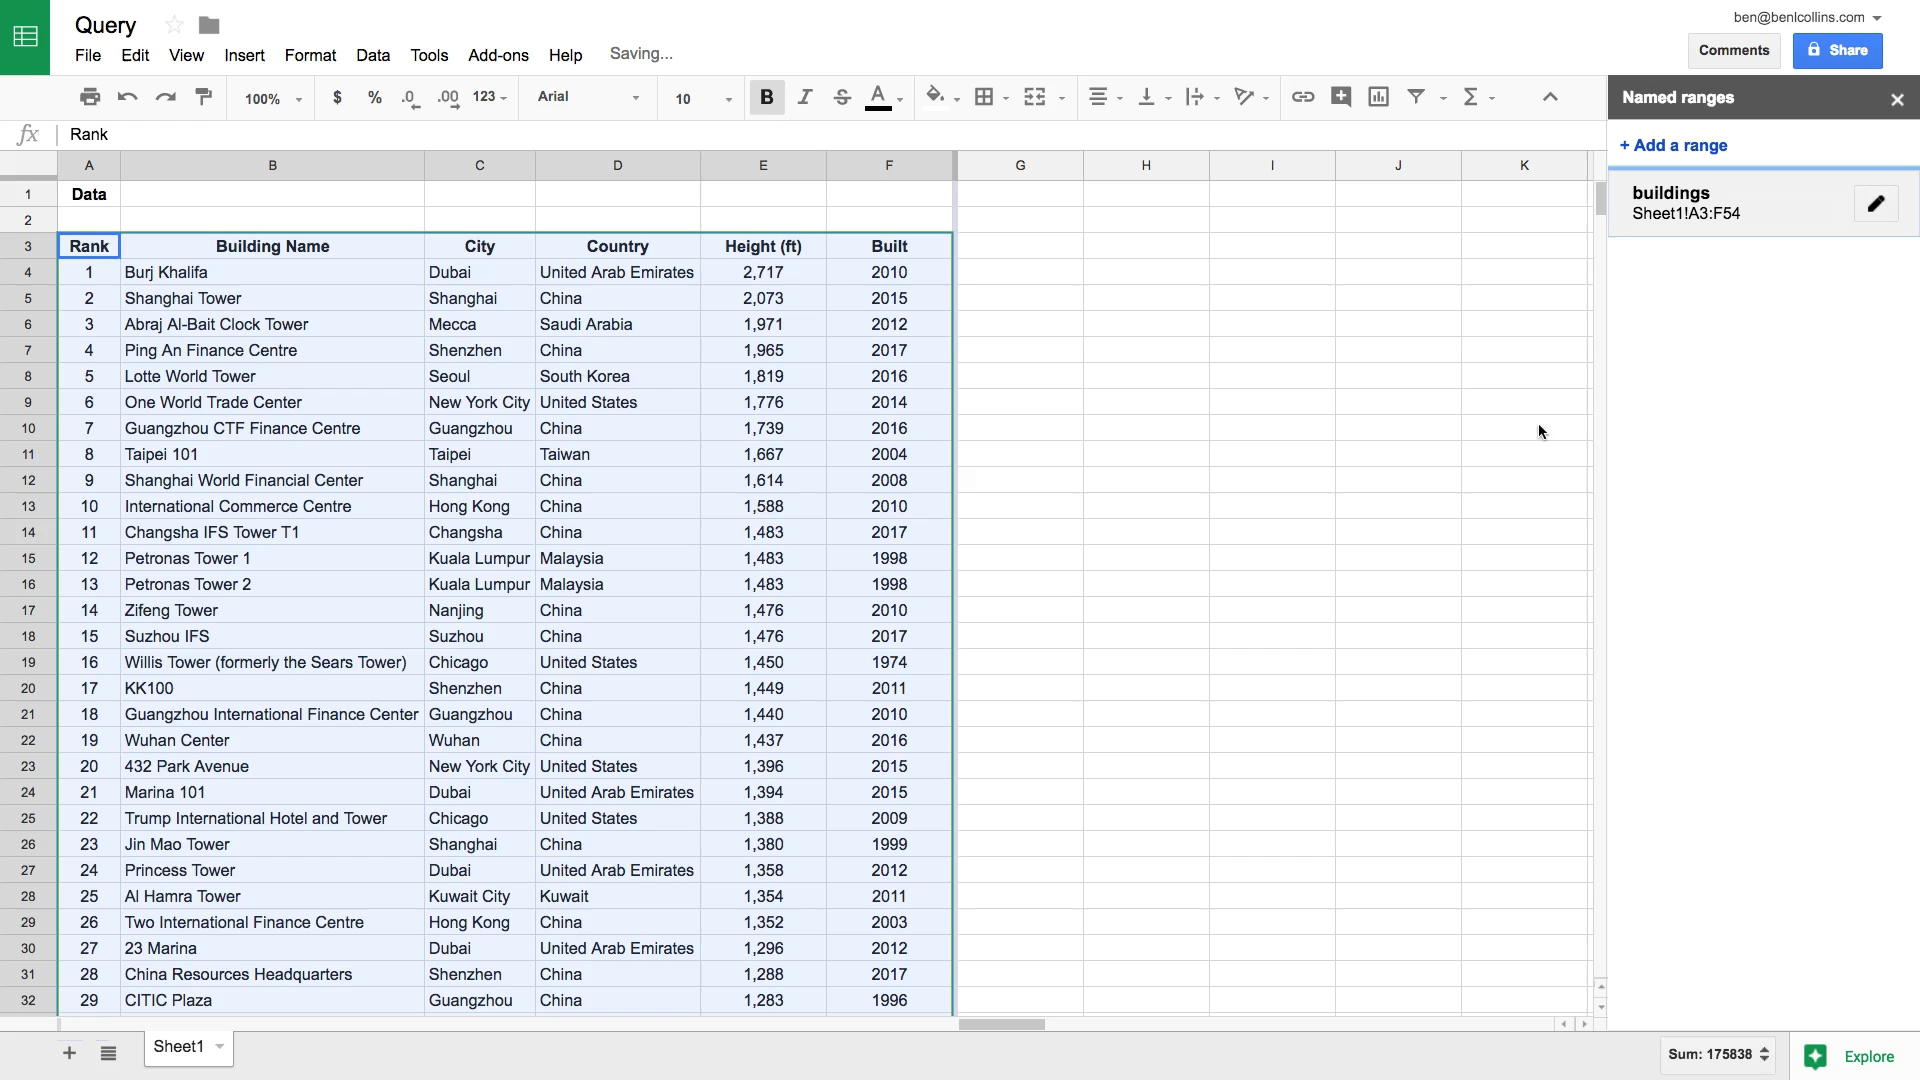 Query
ben@benlcollins.com
File Edit View Insert Format Data Tools Add-ons Help Saving...
Comments Share
100% $ % .0 .00 123 Arial 10 B I S A Σ
Named ranges
fx Rank
+ Add a range
A B C D E F G H I J K
buildings
Sheet1!A3:F54
1 Data
2
3 Rank Building Name City Country Height (ft) Built
4 1 Burj Khalifa Dubai United Arab Emirates 2,717 2010
5 2 Shanghai Tower Shanghai China 2,073 2015
6 3 Abraj Al-Bait Clock Tower Mecca Saudi Arabia 1,971 2012
7 4 Ping An Finance Centre Shenzhen China 1,965 2017
8 5 Lotte World Tower Seoul South Korea 1,819 2016
9 6 One World Trade Center New York City United States 1,776 2014
10 7 Guangzhou CTF Finance Centre Guangzhou China 1,739 2016
11 8 Taipei 101 Taipei Taiwan 1,667 2004
12 9 Shanghai World Financial Center Shanghai China 1,614 2008
13 10 International Commerce Centre Hong Kong China 1,588 2010
14 11 Changsha IFS Tower T1 Changsha China 1,483 2017
15 12 Petronas Tower 1 Kuala Lumpur Malaysia 1,483 1998
16 13 Petronas Tower 2 Kuala Lumpur Malaysia 1,483 1998
17 14 Zifeng Tower Nanjing China 1,476 2010
18 15 Suzhou IFS Suzhou China 1,476 2017
19 16 Willis Tower (formerly the Sears Tower) Chicago United States 1,450 1974
20 17 KK100 Shenzhen China 1,449 2011
21 18 Guangzhou International Finance Center Guangzhou China 1,440 2010
22 19 Wuhan Center Wuhan China 1,437 2016
23 20 432 Park Avenue New York City United States 1,396 2015
24 21 Marina 101 Dubai United Arab Emirates 1,394 2015
25 22 Trump International Hotel and Tower Chicago United States 1,388 2009
26 23 Jin Mao Tower Shanghai China 1,380 1999
27 24 Princess Tower Dubai United Arab Emirates 1,358 2012
28 25 Al Hamra Tower Kuwait City Kuwait 1,354 2011
29 26 Two International Finance Centre Hong Kong China 1,352 2003
30 27 23 Marina Dubai United Arab Emirates 1,296 2012
31 28 China Resources Headquarters Shenzhen China 1,288 2017
32 29 CITIC Plaza Guangzhou China 1,283 1996
Sheet1
Sum: 175838
Explore